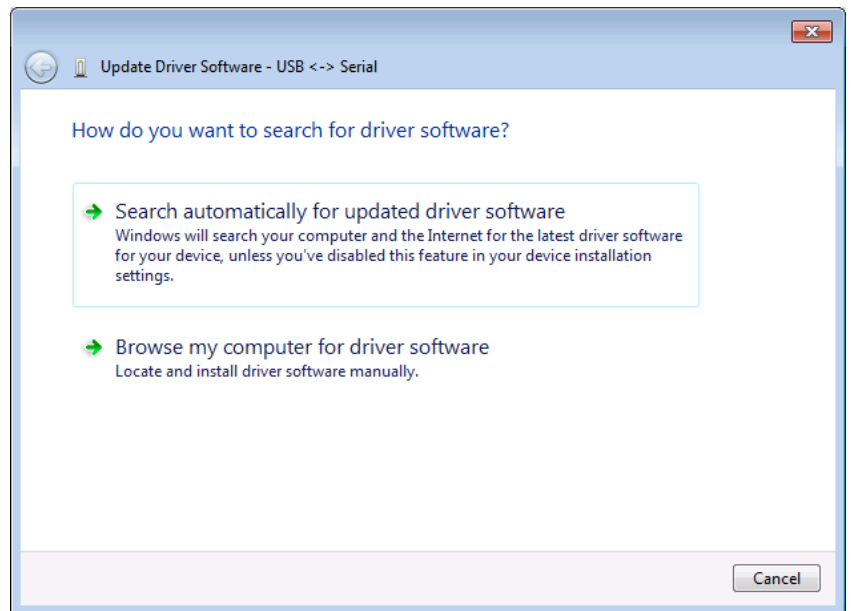 Update Driver Software - USB <-> Serial
How do you want to search for driver software?
Search automatically for updated driver software
Windows will search your computer and the Internet for the latest driver software
for your device, unless you've disabled this feature in your device installation
settings.
Browse my computer for driver software
Locate and install driver software manually.
Cancel